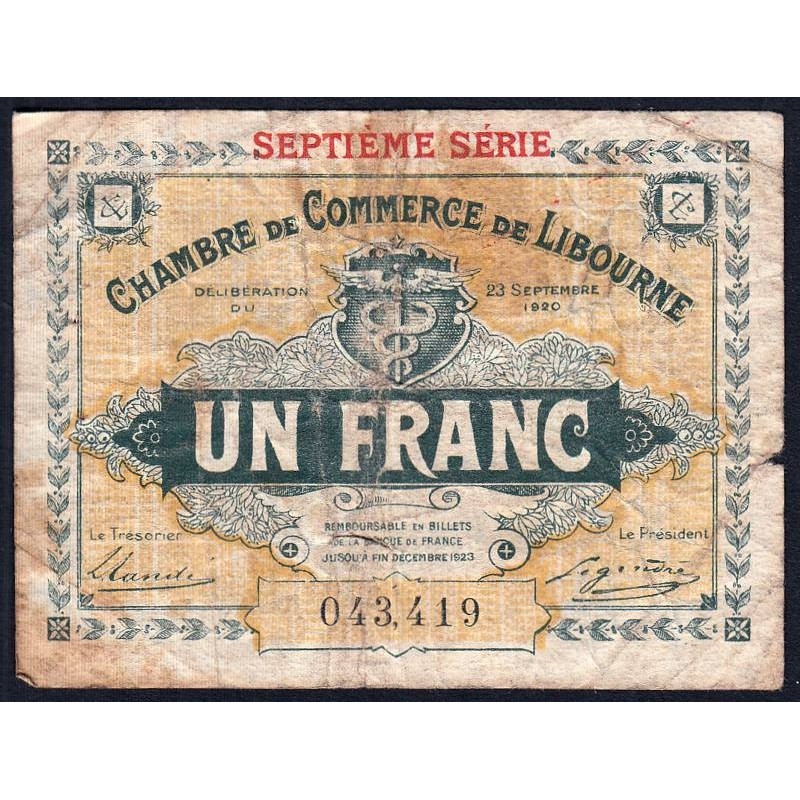 SEPTIÈME SÉRIE
CHAMBRE DE COMMERCE DE LIBOURNE
DÉLIBÉRATION DU
23 SEPTEMBRE 1920
UN FRANC
REMBOURSABLE EN BILLETS
DE LA BANQUE DE FRANCE
JUSQU'À FIN DÉCEMBRE 1923
Le Trésorier
Le Président
Legendre
043,419